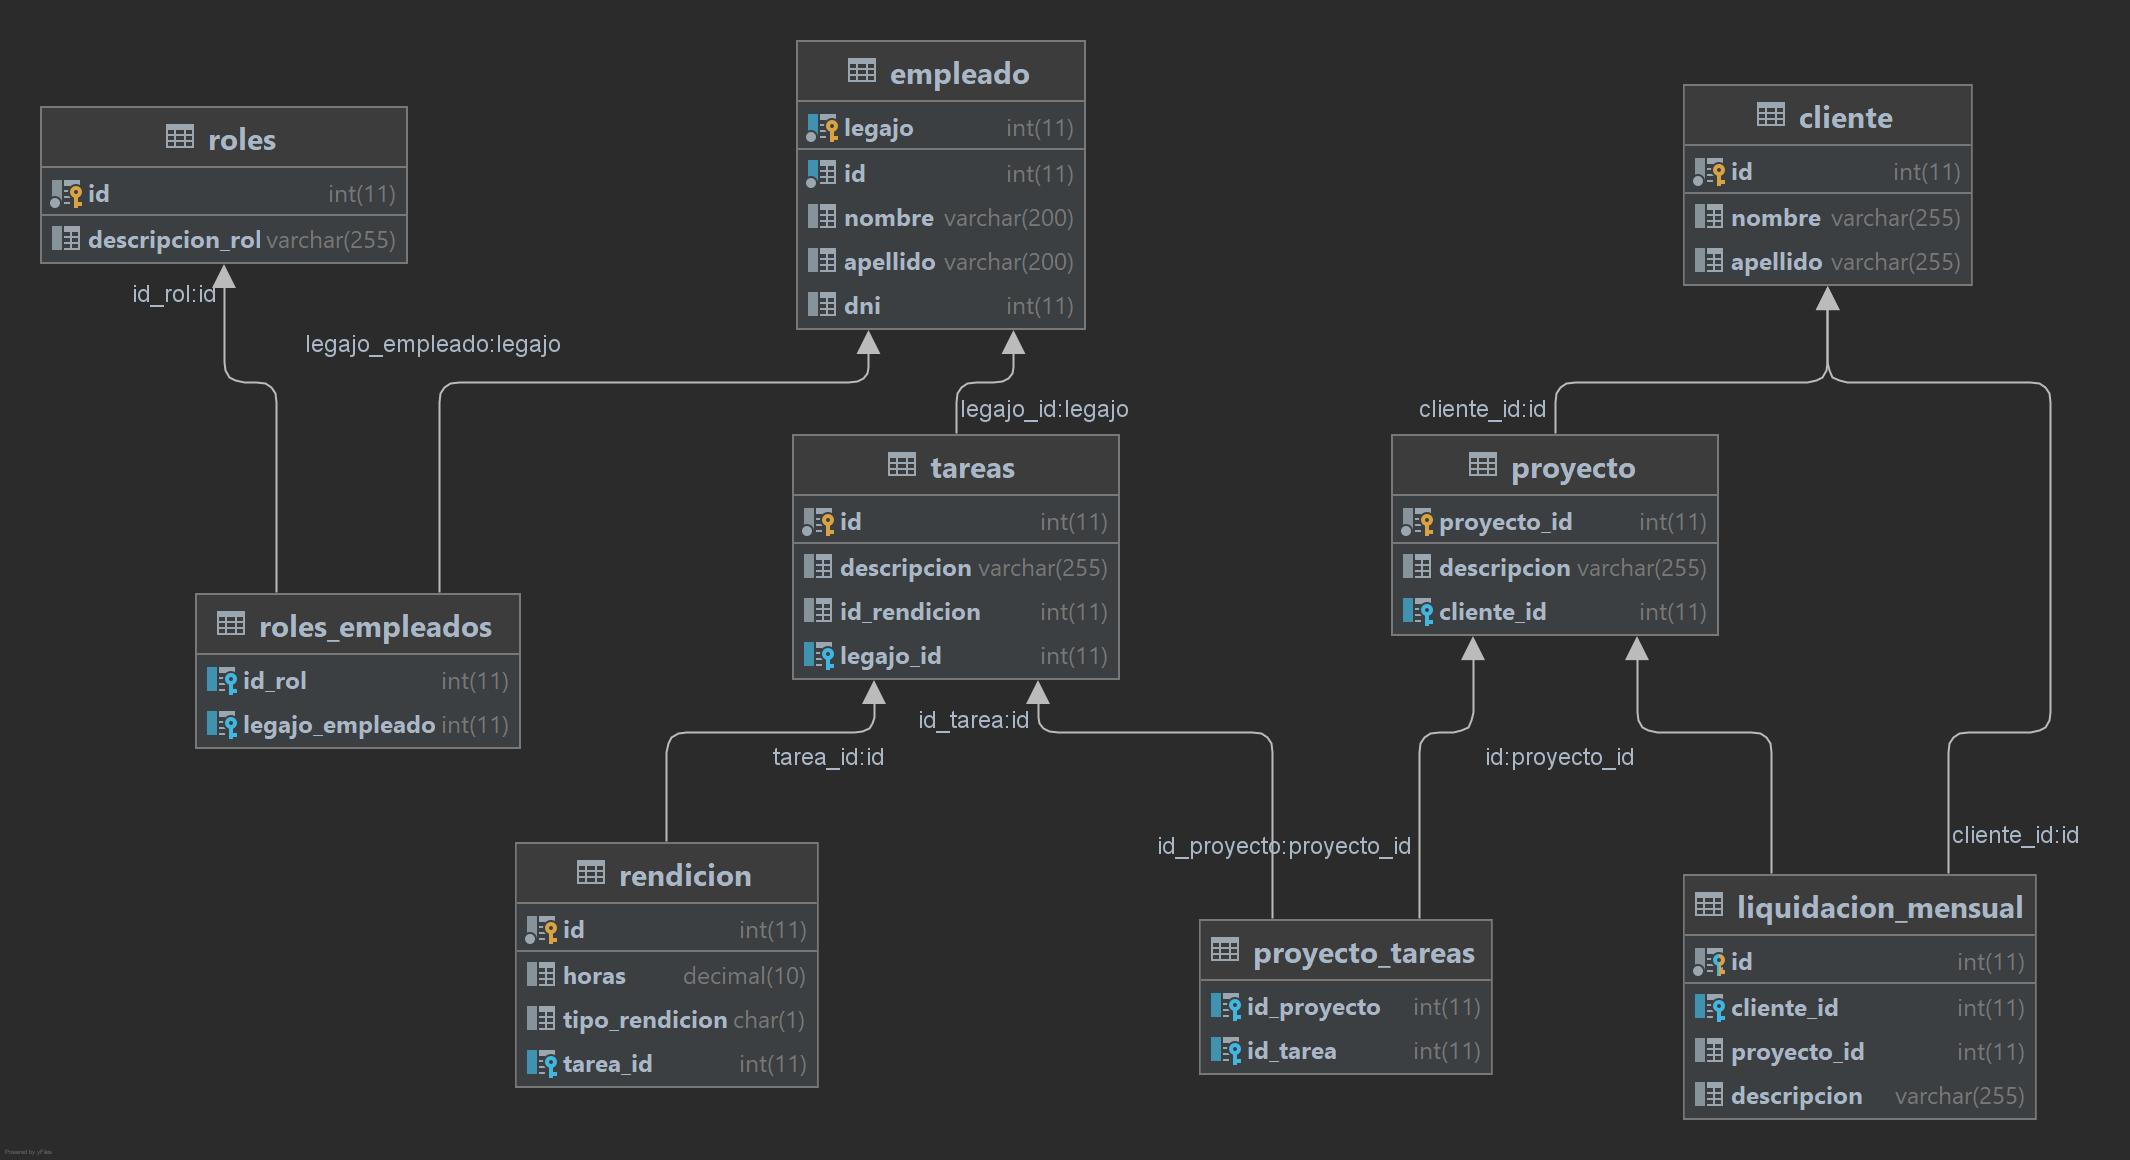 empleado
legajo int(11)
id int(11)
nombre varchar(200)
apellido varchar(200)
dni int(11)
cliente
id int(11)
nombre varchar(255)
apellido varchar(255)
roles
id int(11)
descripcion_rol varchar(255)
id_rol:id
legajo_empleado:legajo
legajo_id:legajo
cliente_id:id
tareas
id int(11)
descripcion varchar(255)
id_rendicion int(11)
legajo_id int(11)
proyecto
proyecto_id int(11)
descripcion varchar(255)
cliente_id int(11)
roles_empleados
id_rol int(11)
legajo_empleado int(11)
tarea_id:id
id_tarea:id
id:proyecto_id
id_proyecto:proyecto_id
cliente_id:id
rendicion
id int(11)
horas decimal(10)
tipo_rendicion char(1)
tarea_id int(11)
proyecto_tareas
id_proyecto int(11)
id_tarea int(11)
liquidacion_mensual
id int(11)
cliente_id int(11)
proyecto_id int(11)
descripcion varchar(255)
Powered by yFiles